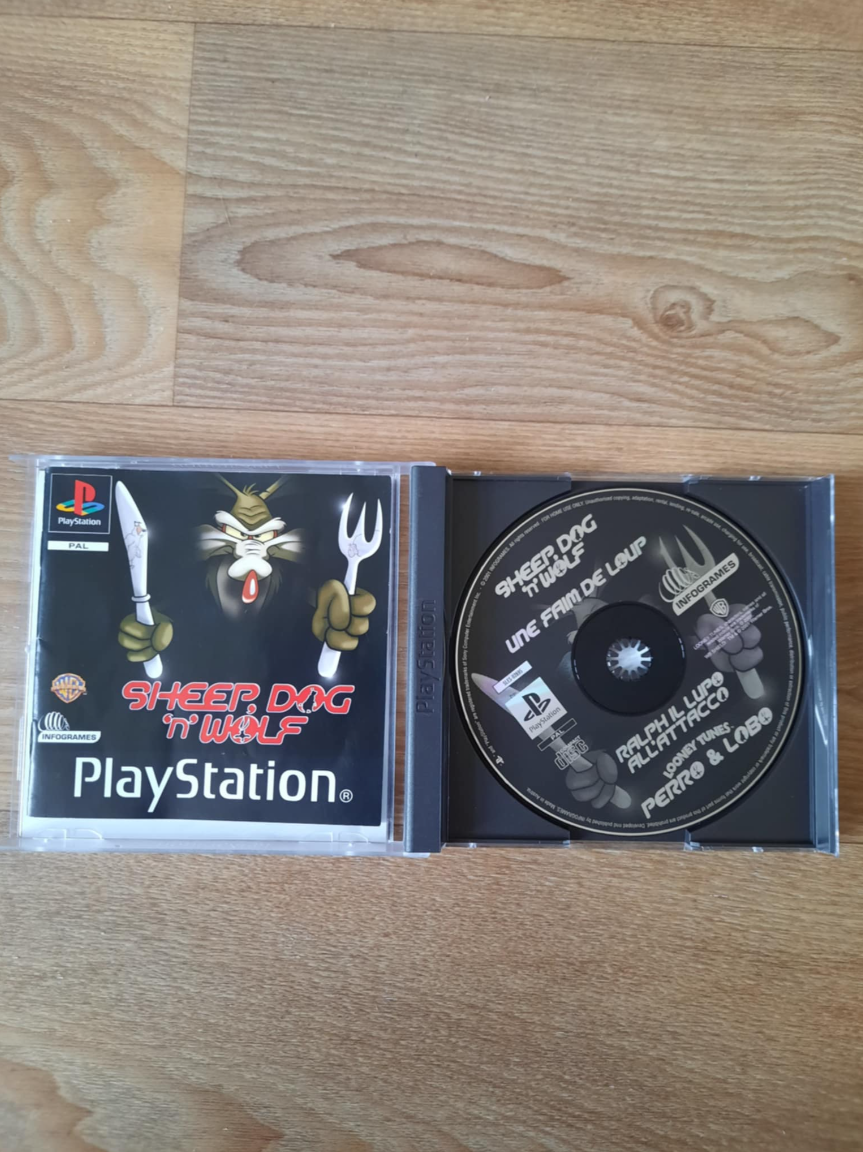 PlayStation
PAL
SHEEP, DOG
'n' WOLF
INFOGRAMES
PlayStation®
PlayStation
SHEEP, DOG
'n' WOLF
UNE FAIM DE LOUP
INFOGRAMES
PlayStation
PAL
RALPH IL LUPO
ALL'ATTACCO
LOONEY TUNES
PERRO & LOBO